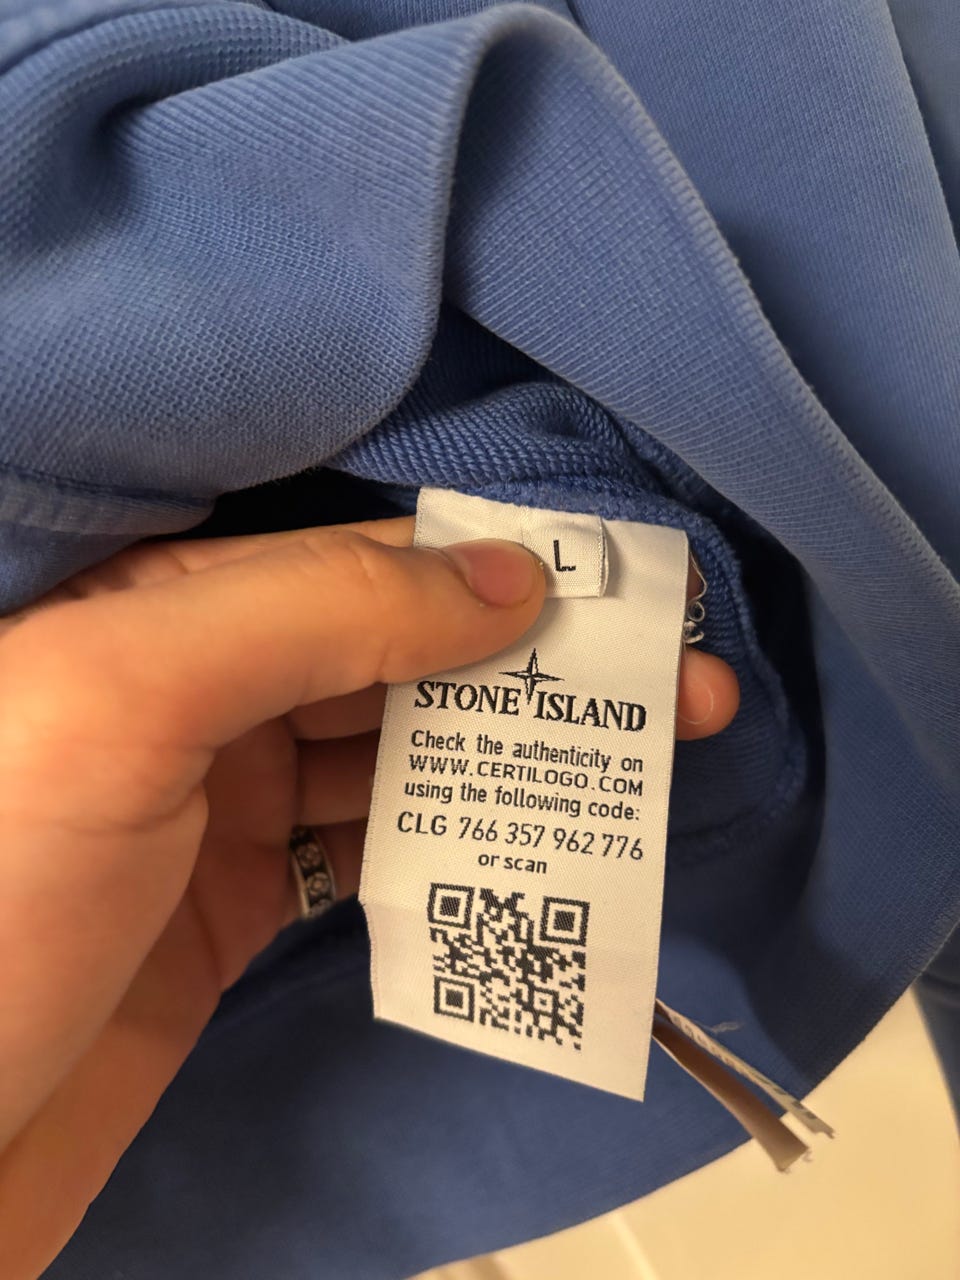 L
STONE ISLAND
Check the authenticity on
WWW.CERTILOGO.COM
using the following code:
CLG 766 357 962 776
or scan